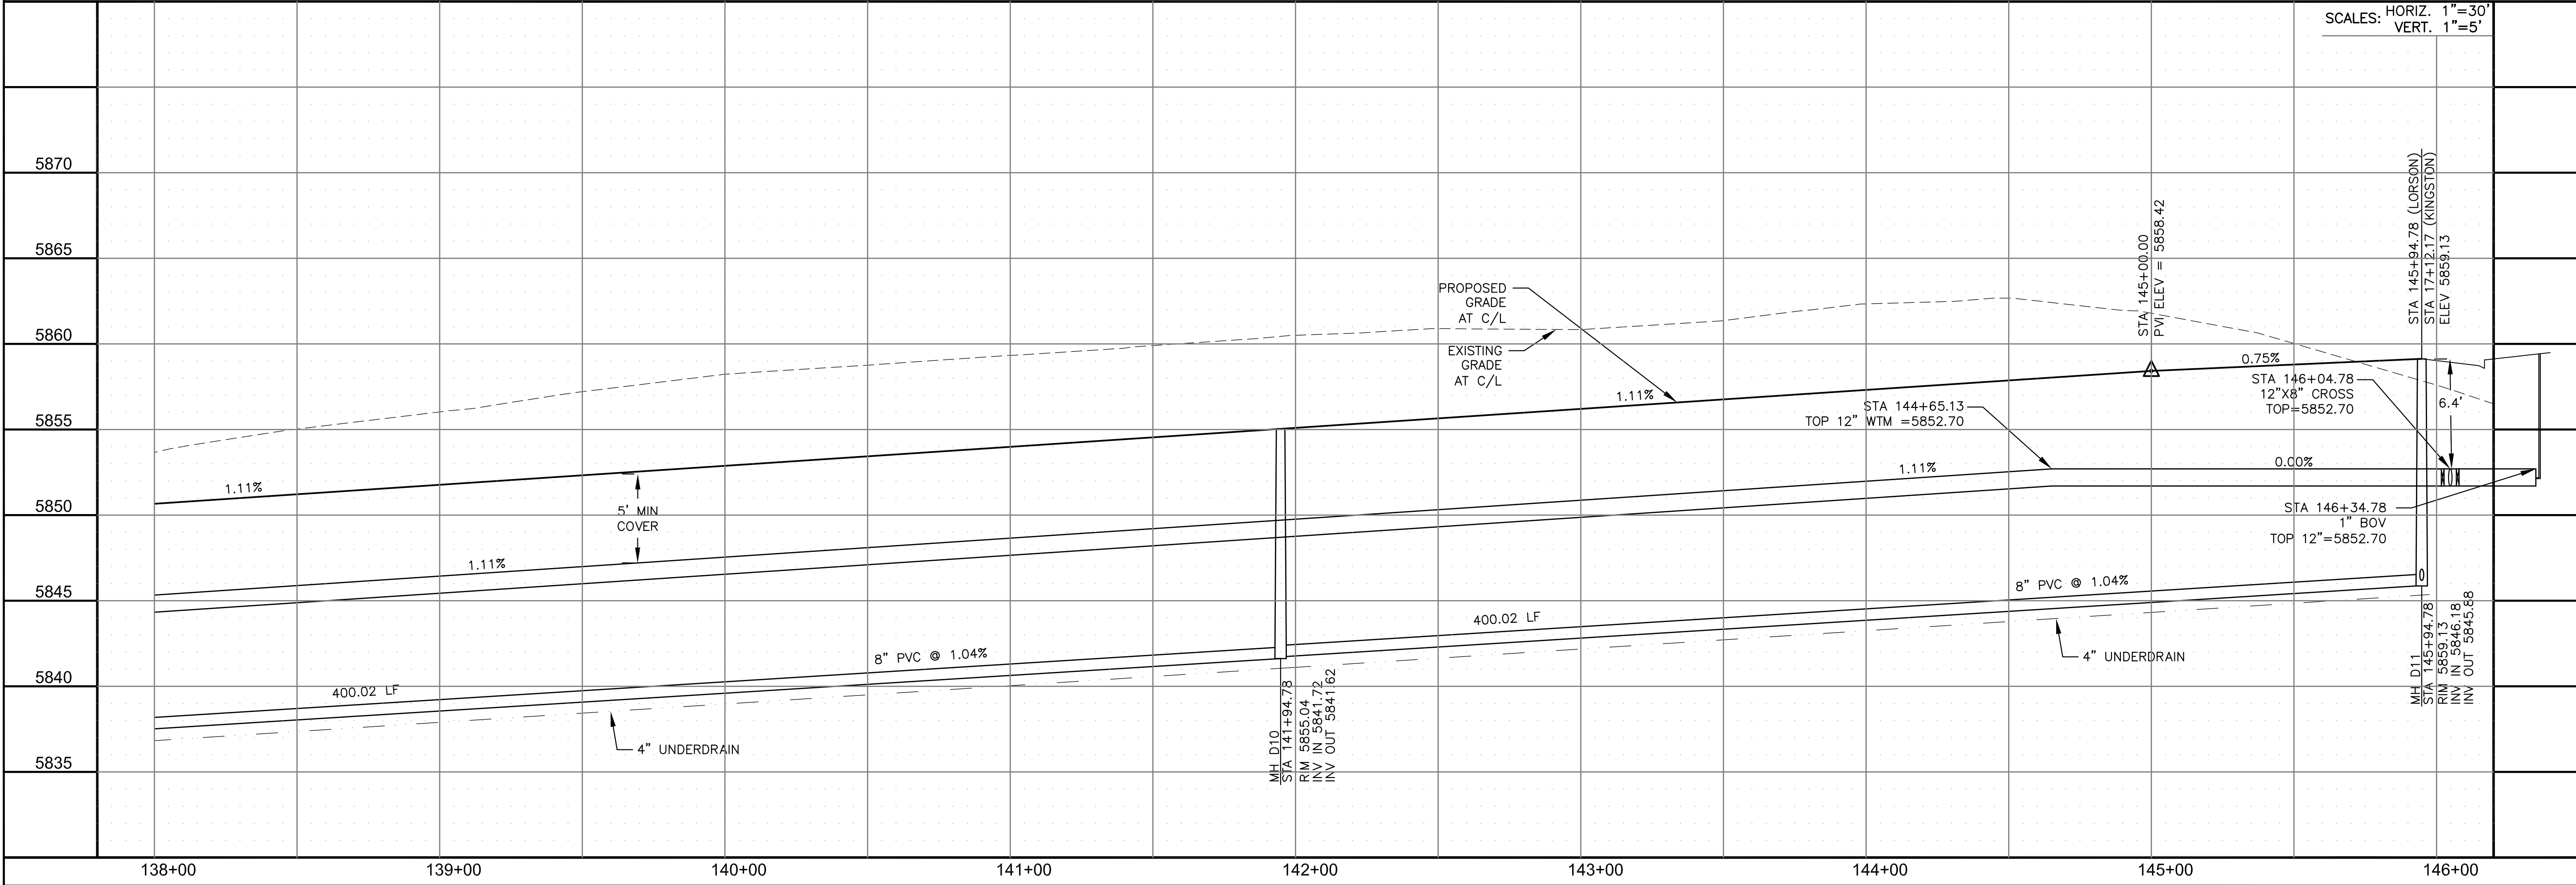 SCALES: HORIZ. 1"=30'
VERT. 1"=5'
5870
5865
5860
5855
5850
5845
5840
5835
PROPOSED
GRADE
AT C/L
EXISTING
GRADE
AT C/L
STA 145+00.00
PVI ELEV = 5858.42
STA 145+94.78 (LORSON)
STA 17+12.17 (KINGSTON)
ELEV 5859.13
0.75%
STA 146+04.78
12"X8" CROSS
TOP=5852.70
6.4'
1.11%
STA 144+65.13
TOP 12" WTM =5852.70
1.11%
0.00%
1.11%
5' MIN
COVER
STA 146+34.78
1" BOV
TOP 12"=5852.70
1.11%
8" PVC @ 1.04%
400.02 LF
8" PVC @ 1.04%
4" UNDERDRAIN
400.02 LF
4" UNDERDRAIN
MH D10
STA 141+94.78
RIM 5855.04
INV IN 5841.72
INV OUT 5841.62
MH D11
STA 145+94.78
RIM 5859.13
INV IN 5846.18
INV OUT 5845.88
138+00
139+00
140+00
141+00
142+00
143+00
144+00
145+00
146+00